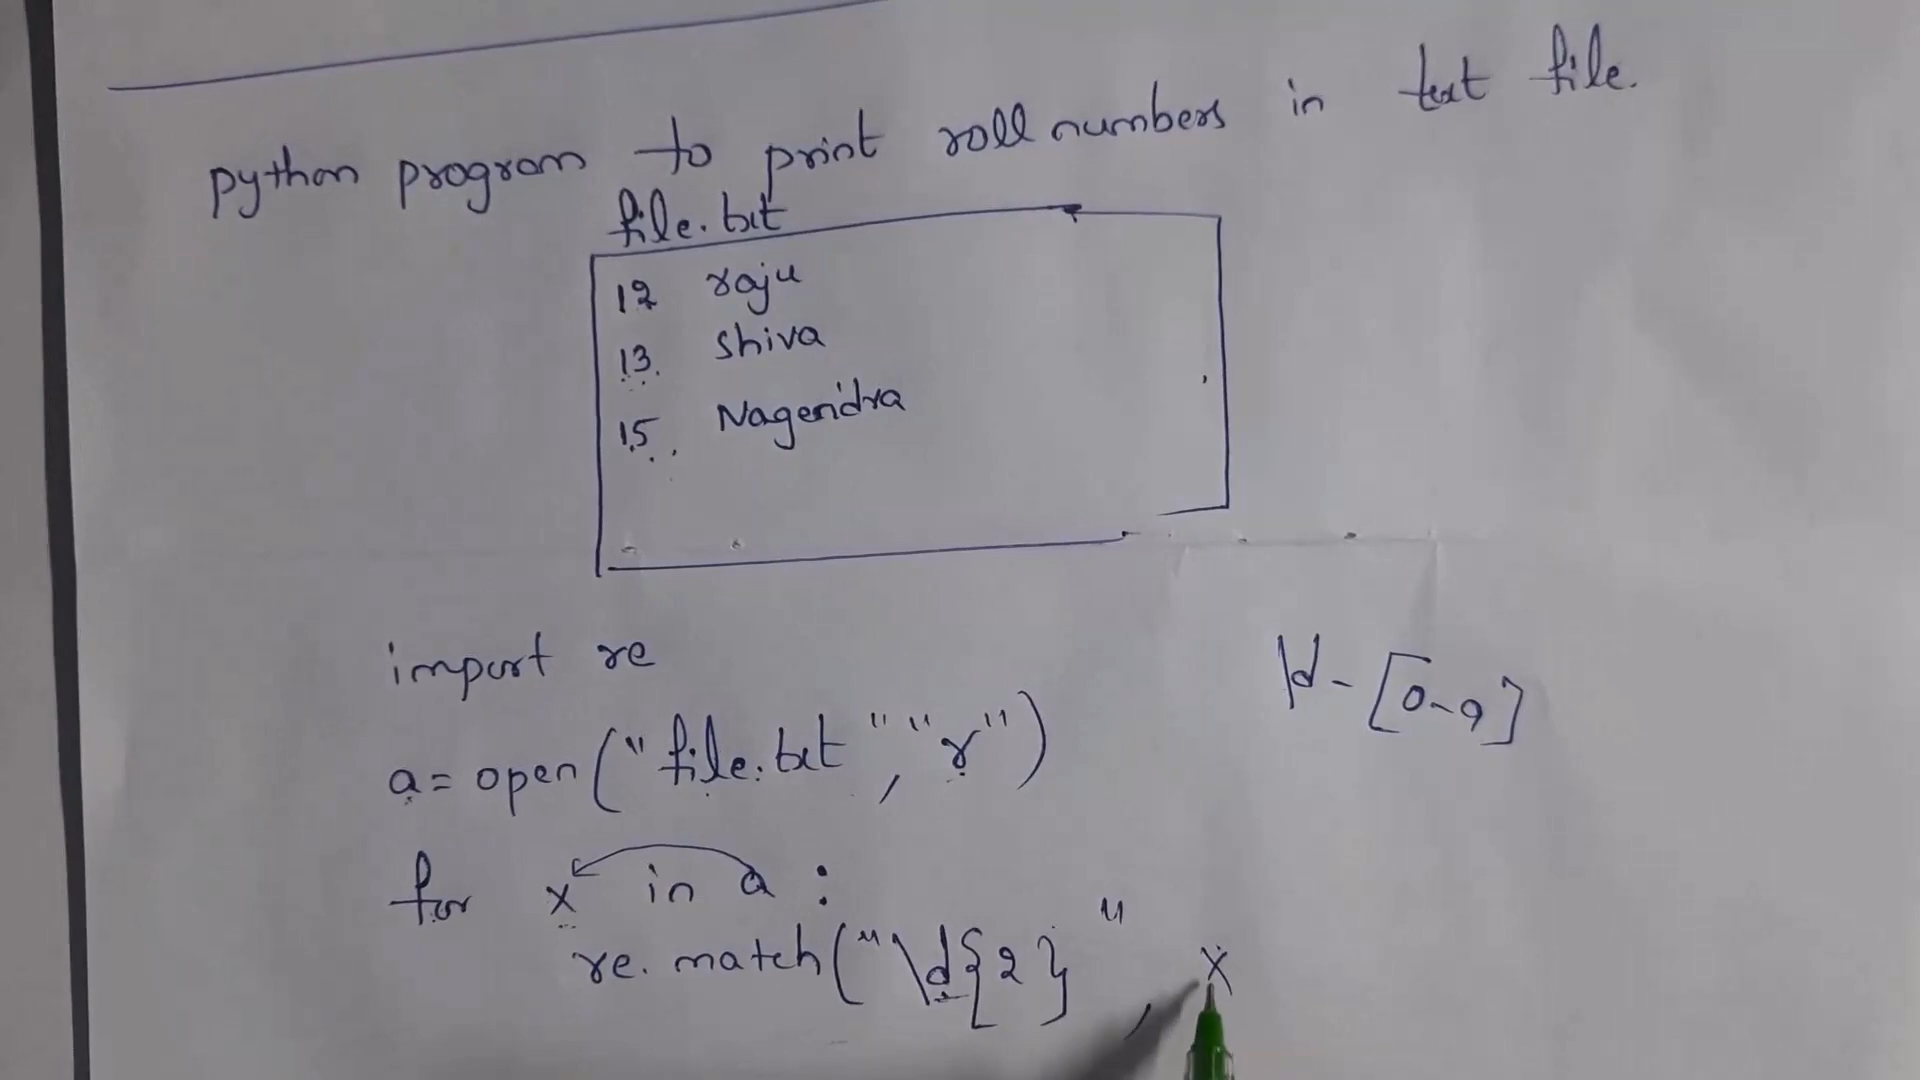 python program to print roll numbers in text file.
file.txt
12 raju
13 shiva
15 Nagendra
import re
\d - [0-9]
a = open("file.txt", "r")
for x in a :
re. match("\d{2}", x